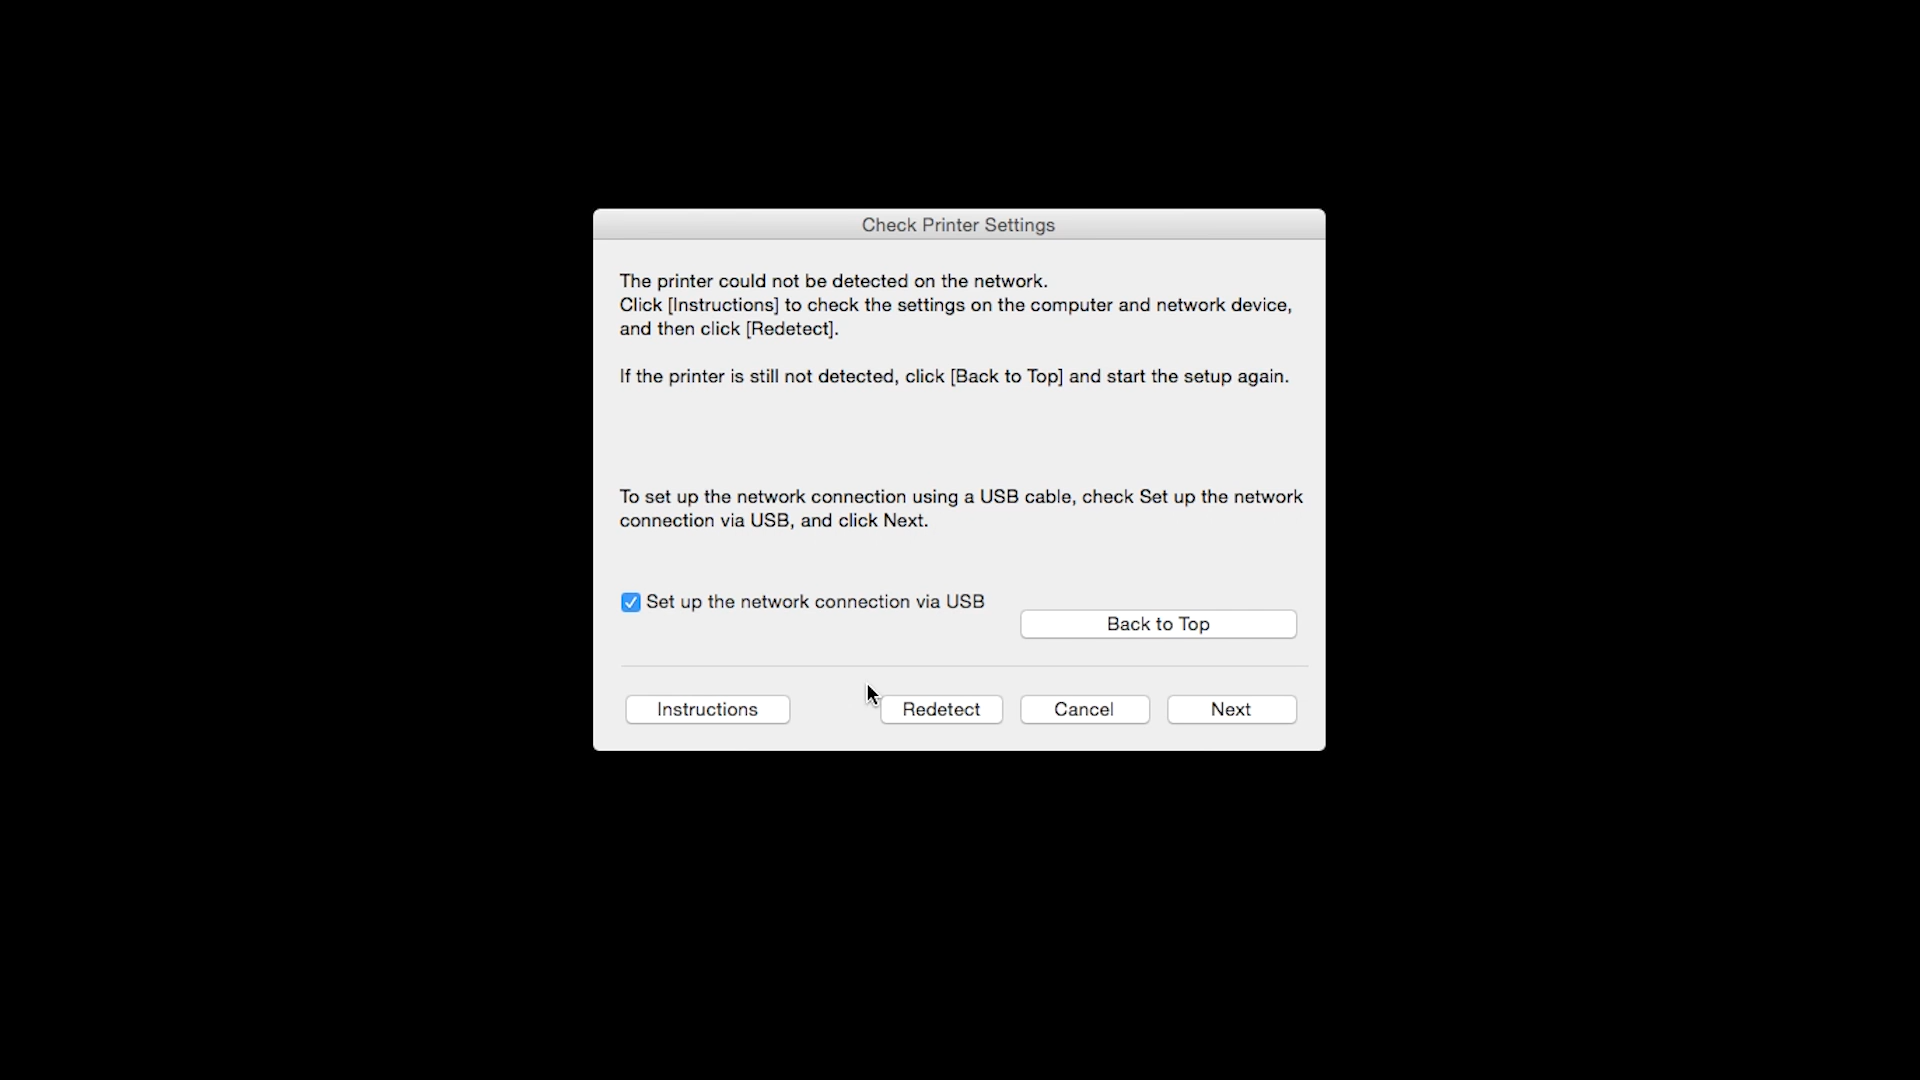 Check Printer Settings
The printer could not be detected on the network.
Click [Instructions] to check the settings on the computer and network device,
and then click [Redetect].
If the printer is still not detected, click [Back to Top] and start the setup again.
To set up the network connection using a USB cable, check Set up the network
connection via USB, and click Next.
Set up the network connection via USB
Back to Top
Instructions
Redetect
Cancel
Next